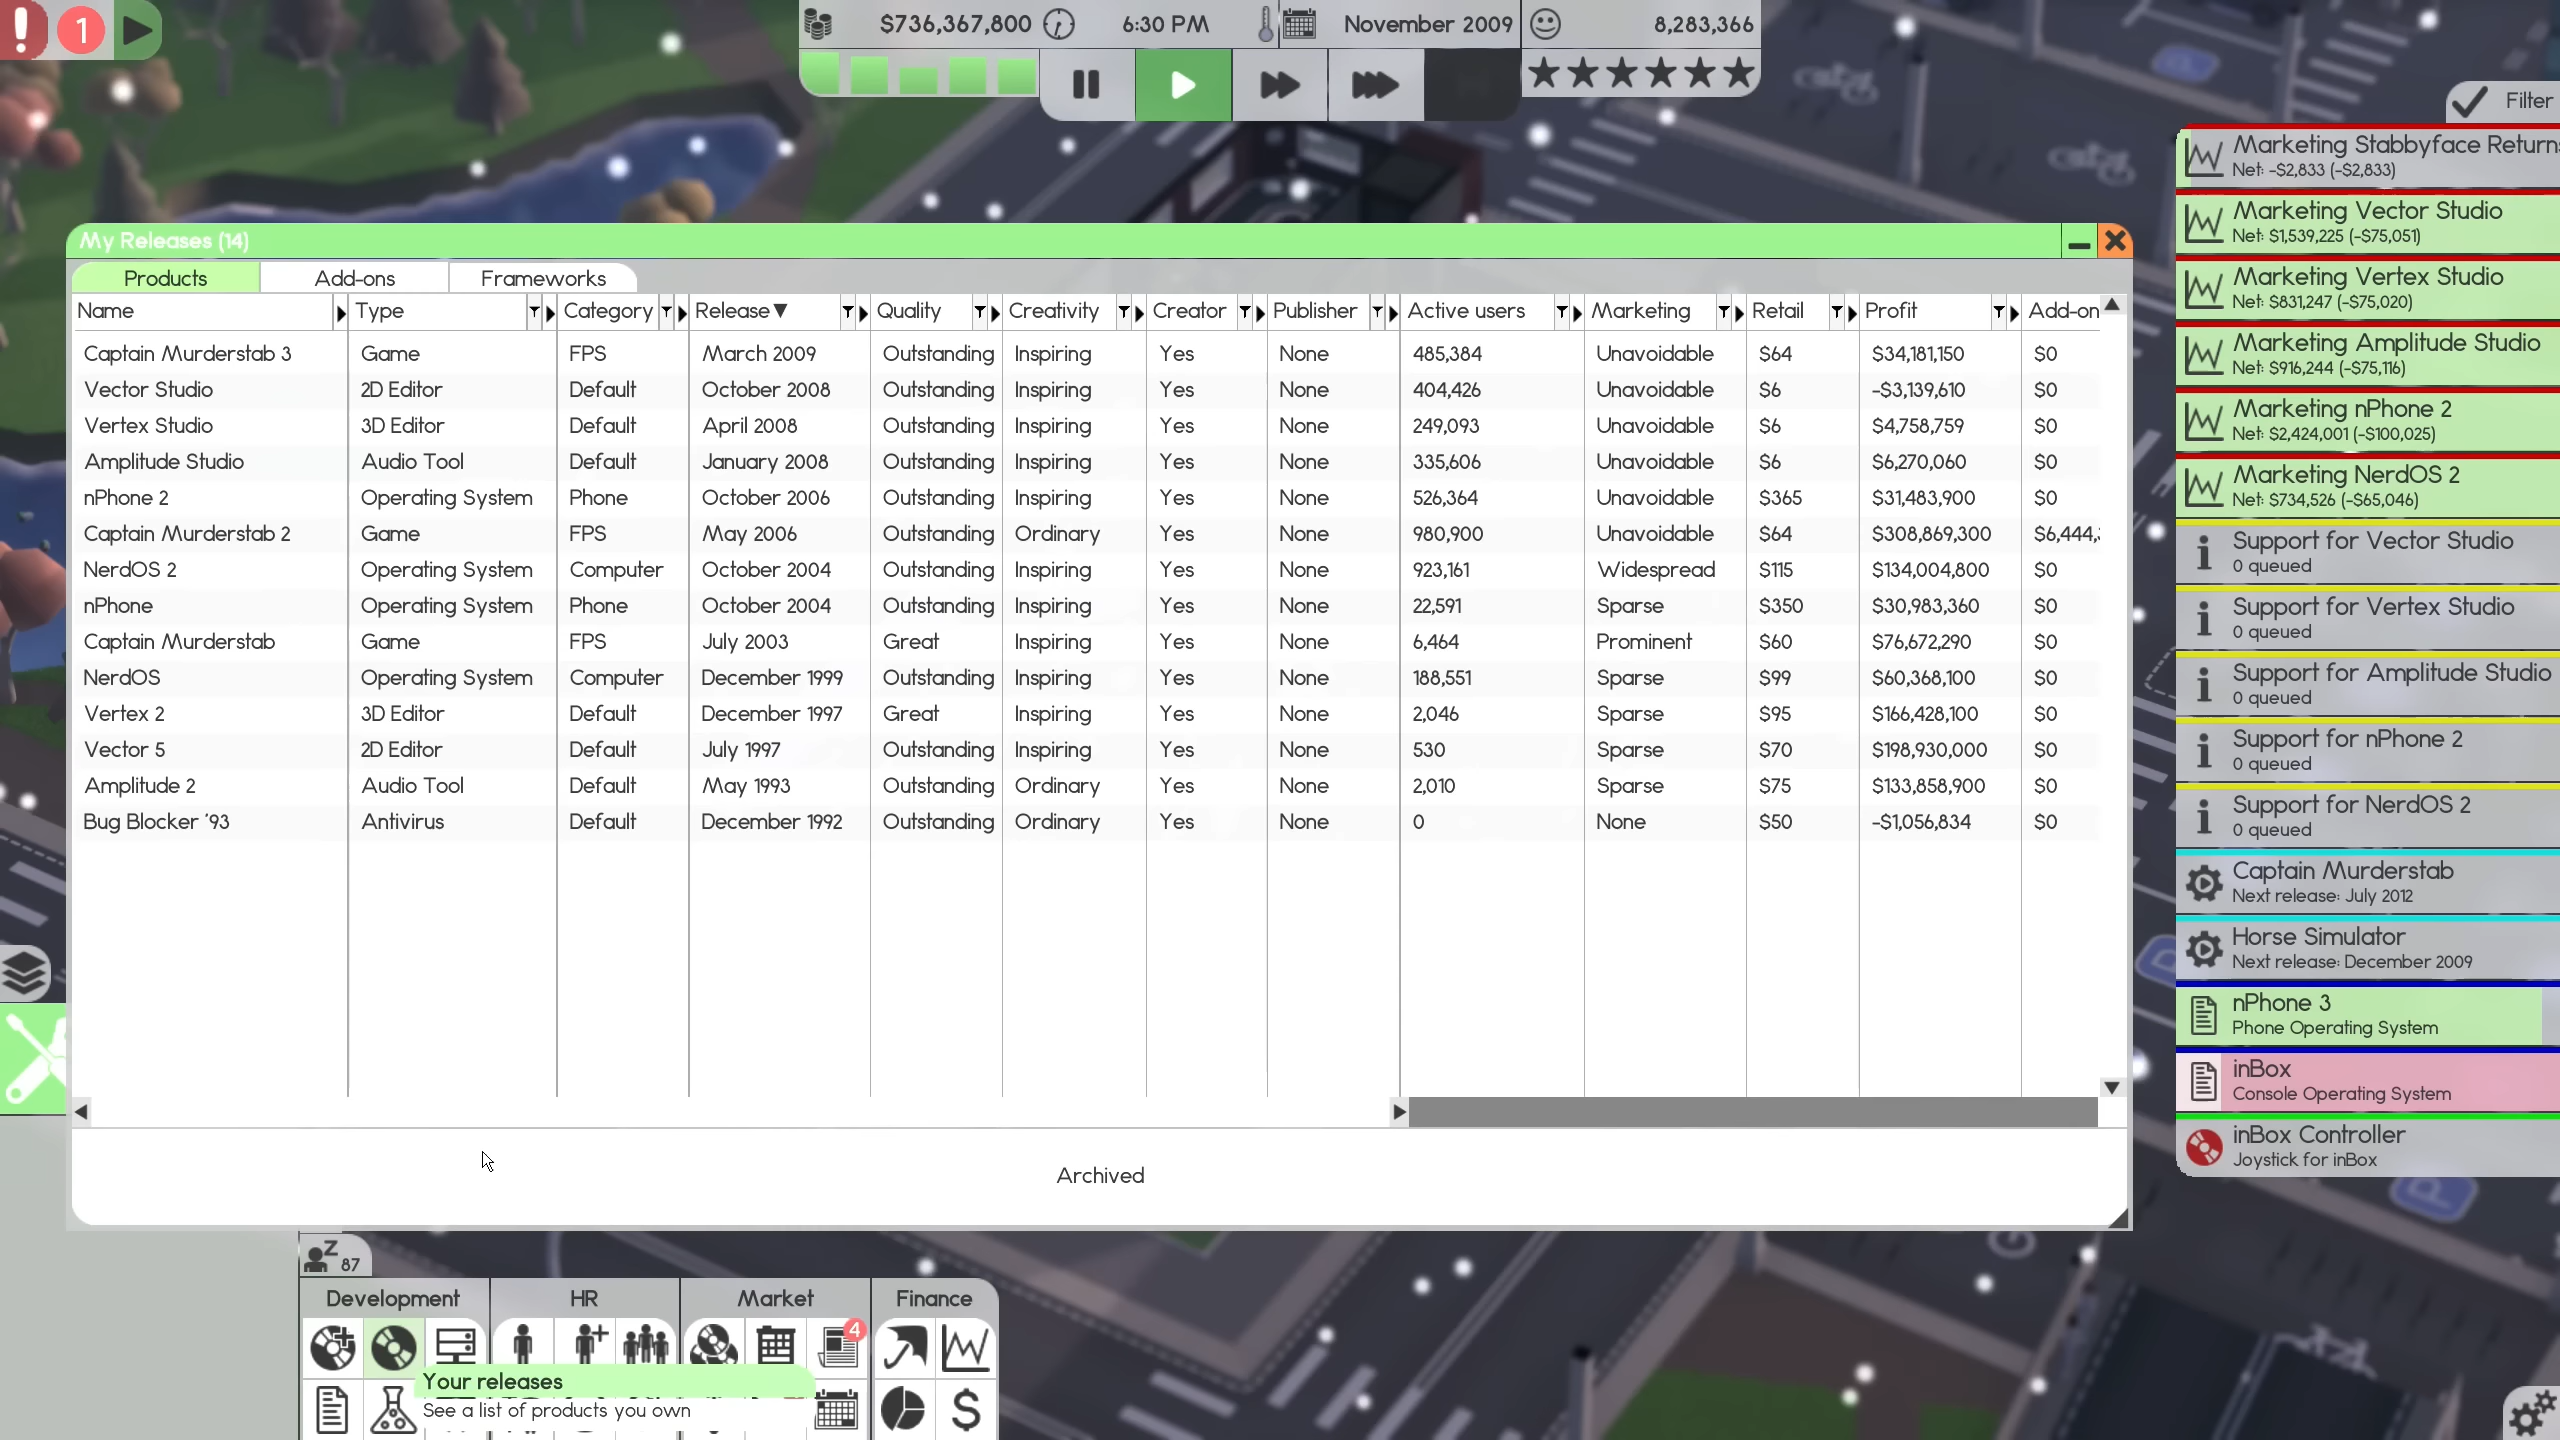 1
$736,367,800 6:30 PM November 2009 8,283,366
Filter
My Releases (14)
Products Add-ons Frameworks
Name Type Category Release▼ Quality Creativity Creator Publisher Active users Marketing Retail Profit Add-on
Captain Murderstab 3 Game FPS March 2009 Outstanding Inspiring Yes None 485,384 Unavoidable $64 $34,181,150 $0
Vector Studio 2D Editor Default October 2008 Outstanding Inspiring Yes None 404,426 Unavoidable $6 -$3,139,610 $0
Vertex Studio 3D Editor Default April 2008 Outstanding Inspiring Yes None 249,093 Unavoidable $6 $4,758,759 $0
Amplitude Studio Audio Tool Default January 2008 Outstanding Inspiring Yes None 335,606 Unavoidable $6 $6,270,060 $0
nPhone 2 Operating System Phone October 2006 Outstanding Inspiring Yes None 526,364 Unavoidable $365 $31,483,900 $0
Captain Murderstab 2 Game FPS May 2006 Outstanding Ordinary Yes None 980,900 Unavoidable $64 $308,869,300 $6,444,
NerdOS 2 Operating System Computer October 2004 Outstanding Inspiring Yes None 923,161 Widespread $115 $134,004,800 $0
nPhone Operating System Phone October 2004 Outstanding Inspiring Yes None 22,591 Sparse $350 $30,983,360 $0
Captain Murderstab Game FPS July 2003 Great Inspiring Yes None 6,464 Prominent $60 $76,672,290 $0
NerdOS Operating System Computer December 1999 Outstanding Inspiring Yes None 188,551 Sparse $99 $60,368,100 $0
Vertex 2 3D Editor Default December 1997 Great Inspiring Yes None 2,046 Sparse $95 $166,428,100 $0
Vector 5 2D Editor Default July 1997 Outstanding Inspiring Yes None 530 Sparse $70 $198,930,000 $0
Amplitude 2 Audio Tool Default May 1993 Outstanding Ordinary Yes None 2,010 Sparse $75 $133,858,900 $0
Bug Blocker '93 Antivirus Default December 1992 Outstanding Ordinary Yes None 0 None $50 -$1,056,834 $0
Archived
Marketing Stabbyface Return
Net: -$2,833 (-$2,833)
Marketing Vector Studio
Net: $1,539,225 (-$75,051)
Marketing Vertex Studio
Net: $831,247 (-$75,020)
Marketing Amplitude Studio
Net: $916,244 (-$75,116)
Marketing nPhone 2
Net: $2,424,001 (-$100,025)
Marketing NerdOS 2
Net: $734,526 (-$65,046)
Support for Vector Studio
0 queued
Support for Vertex Studio
0 queued
Support for Amplitude Studio
0 queued
Support for nPhone 2
0 queued
Support for NerdOS 2
0 queued
Captain Murderstab
Next release: July 2012
Horse Simulator
Next release: December 2009
nPhone 3
Phone Operating System
inBox
Console Operating System
inBox Controller
Joystick for inBox
Z 87
Development HR Market Finance
4
Your releases
See a list of products you own